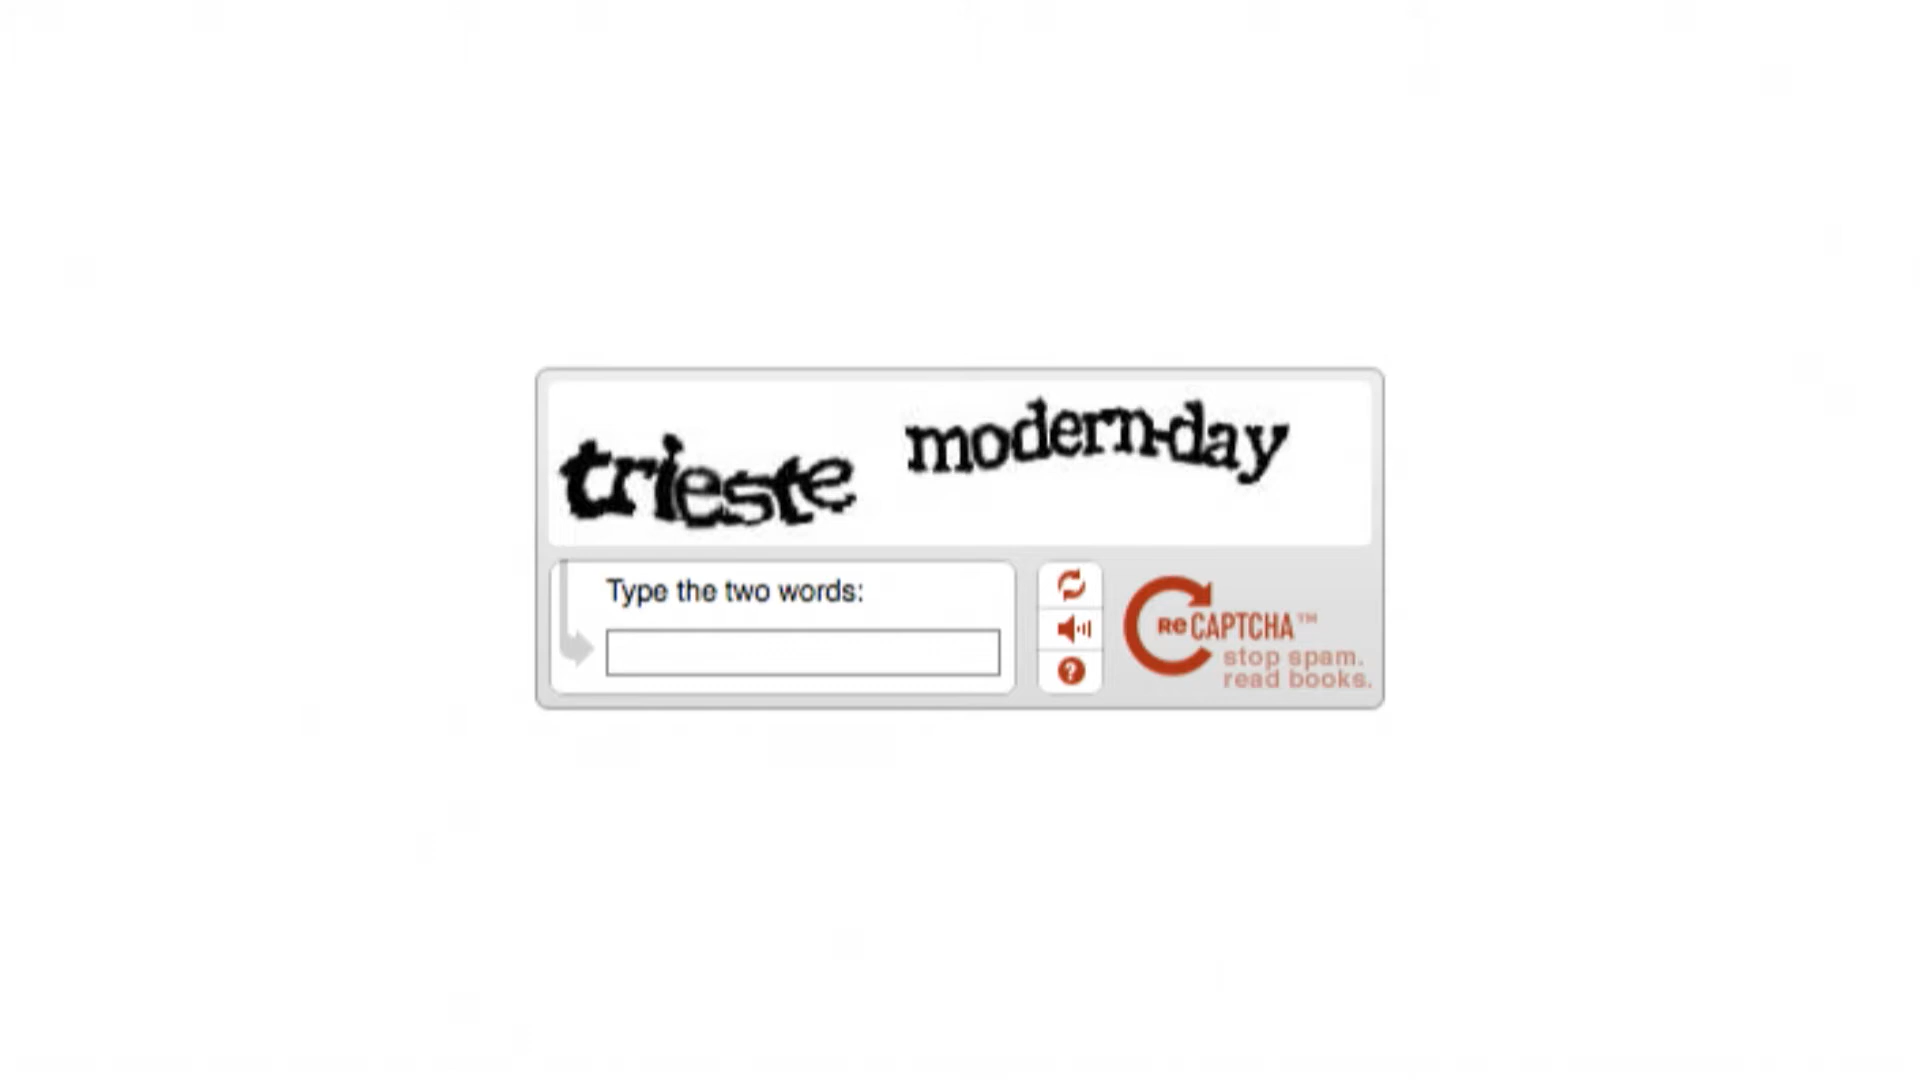 trieste modern-day
Type the two words:
?
reCAPTCHA™
stop spam.
read books.